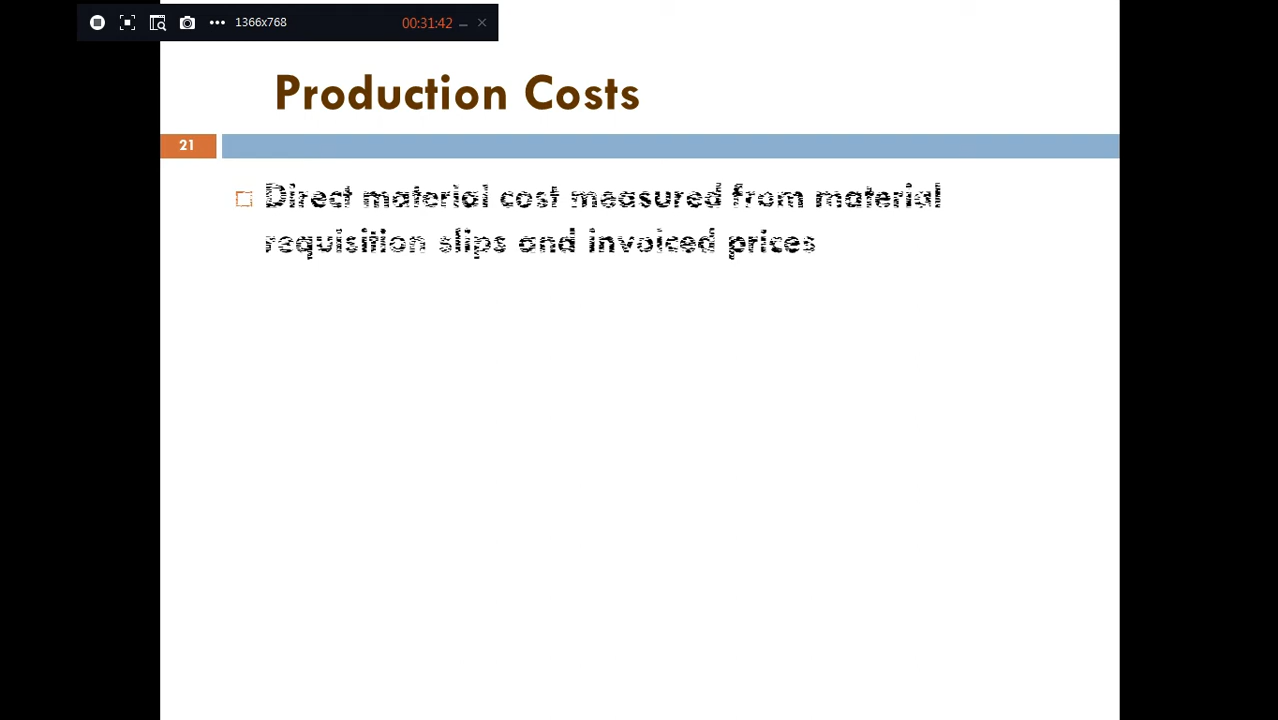 1366x768 00:31:42
Production Costs
21
Direct material cost measured from material
requisition slips and invoiced prices